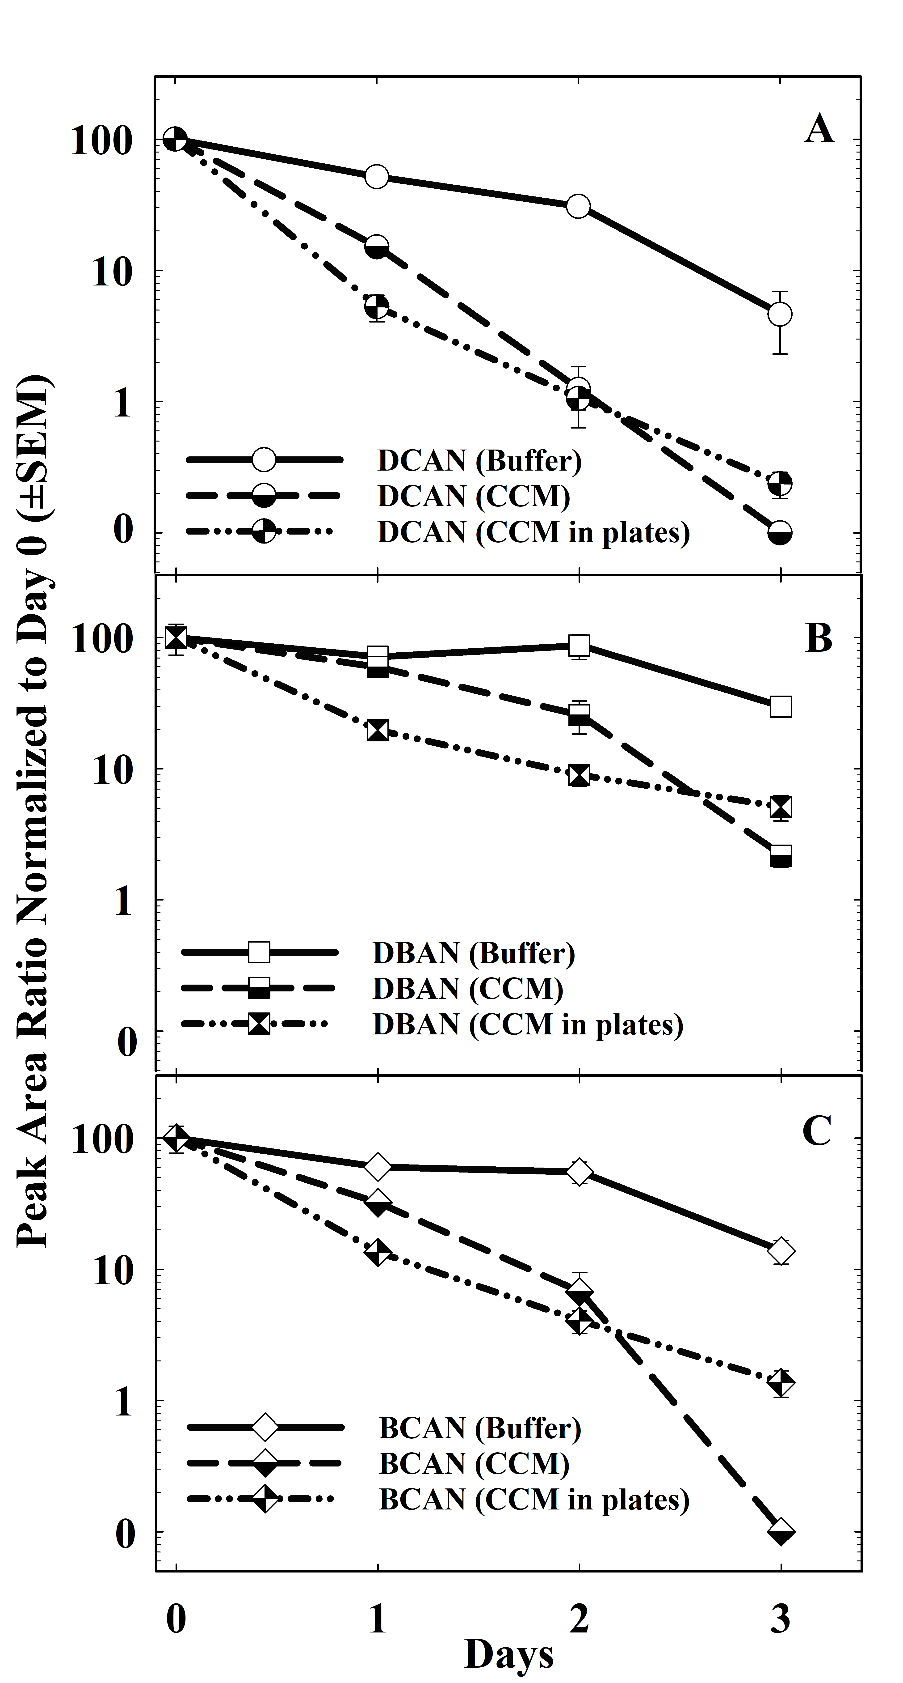 Peak Area Ratio Normalized to Day 0 (±SEM)
A
100
10
1
0
DCAN (Buffer)
DCAN (CCM)
DCAN (CCM in plates)
B
100
10
1
0
DBAN (Buffer)
DBAN (CCM)
DBAN (CCM in plates)
C
100
10
1
0
BCAN (Buffer)
BCAN (CCM)
BCAN (CCM in plates)
0 1 2 3
Days